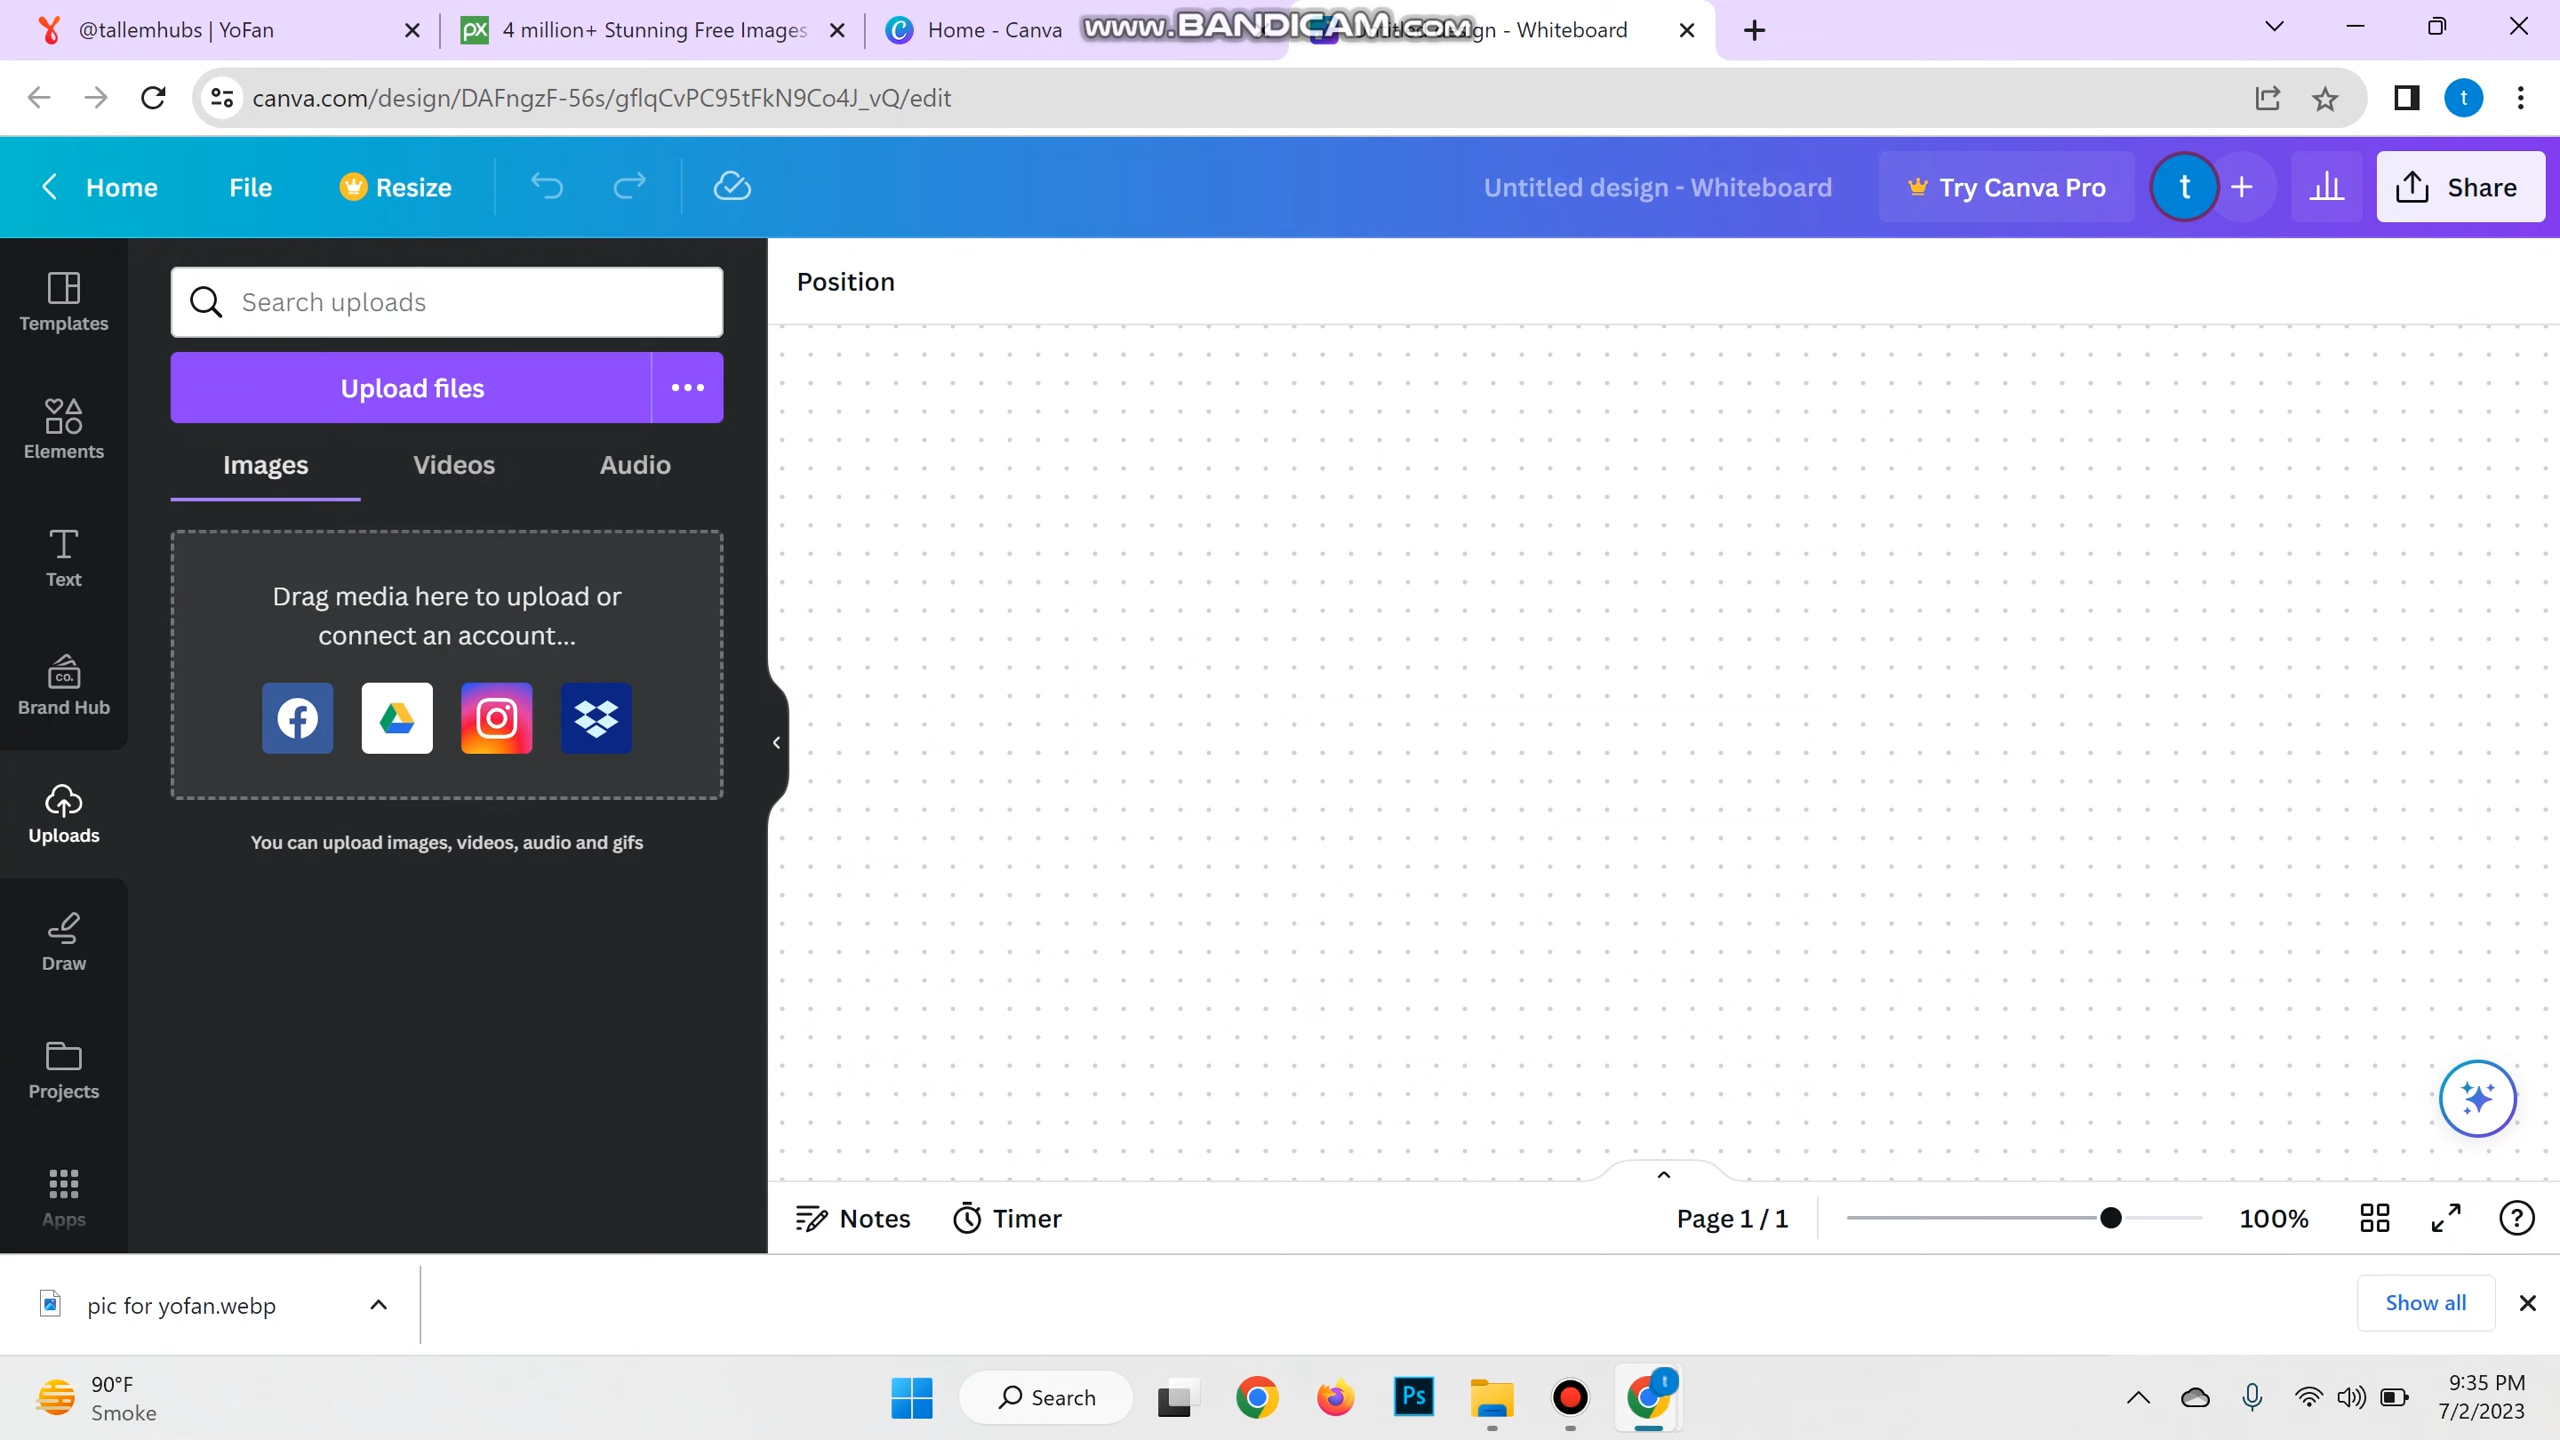 @tallemhubs | YoFan
4 million+ Stunning Free Images
Home - Canva
www.BANDICAM.com
Untitled design - Whiteboard
canva.com/design/DAFngzF-56s/gflqCvPC95tFkN9Co4J_vQ/edit
t
Home
File
Resize
Untitled design - Whiteboard
Try Canva Pro
t
Share
Templates
Elements
Text
Brand Hub
CO.
Uploads
Draw
Projects
Apps
Search uploads
Upload files
Images
Videos
Audio
Drag media here to upload or
connect an account...
You can upload images, videos, audio and gifs
Position
Notes
Timer
Page 1 / 1
100%
pic for yofan.webp
Show all
90°F
Smoke
Search
Ps
t
9:35 PM
7/2/2023